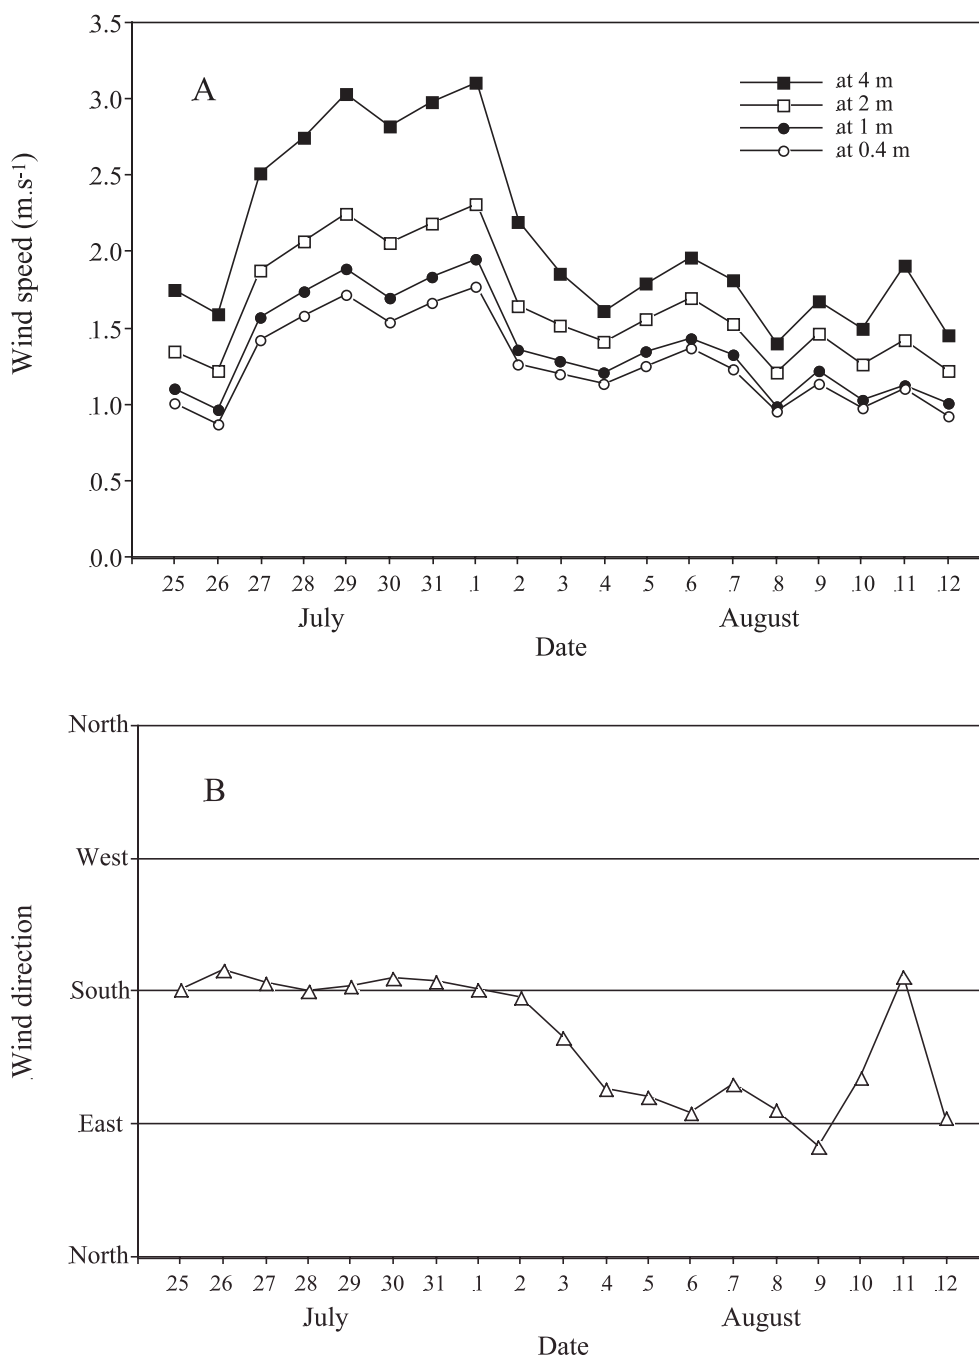 A
at 4 m
at 2 m
at 1 m
at 0.4 m
Wind speed (m.s-1)
3.5
3.0
2.5
2.0
1.5
1.0
0.5
0.0
25 26 27 28 29 30 31 1 2 3 4 5 6 7 8 9 10 11 12
July August
Date
B
Wind direction
North
West
South
East
North
25 26 27 28 29 30 31 1 2 3 4 5 6 7 8 9 10 11 12
July August
Date